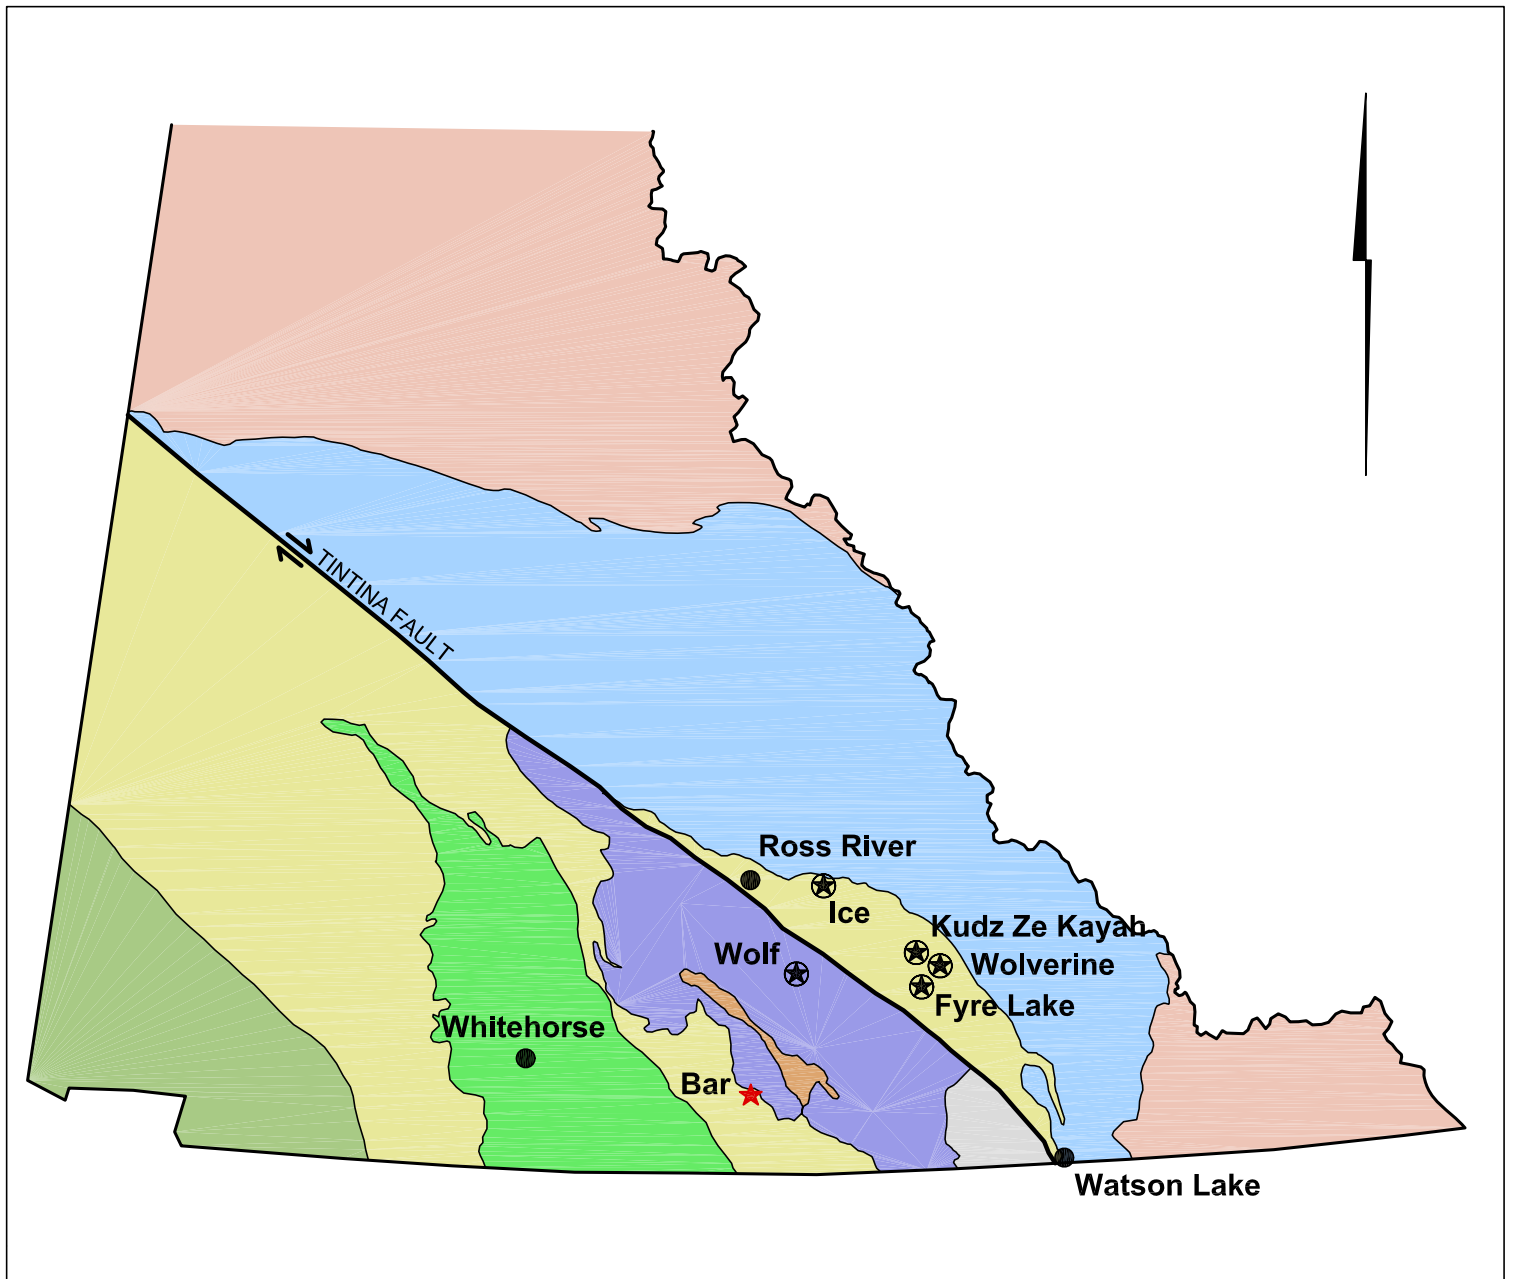 TINTINA FAULT
Ross River
Ice
Kudz Ze Kayah
Wolf
Wolverine
Fyre Lake
Whitehorse
Bar
Watson Lake